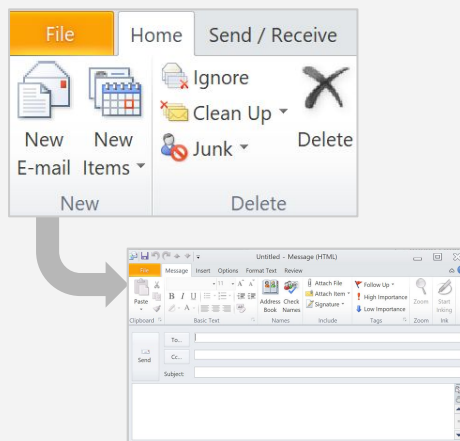 File Home Send / Receive
Ignore
Clean Up
Junk
New
E-mail
New
Items
Delete
New Delete
Untitled - Message (HTML)
File Message Insert Options Format Text Review
Paste
11
B I U
A A
Address
Book
Check
Names
Attach File
Attach Item
Signature
Follow Up
High Importance
Low Importance
Zoom
Start
Inking
Clipboard Basic Text Names Include Tags Zoom Ink
Send
To...
Cc...
Subject: